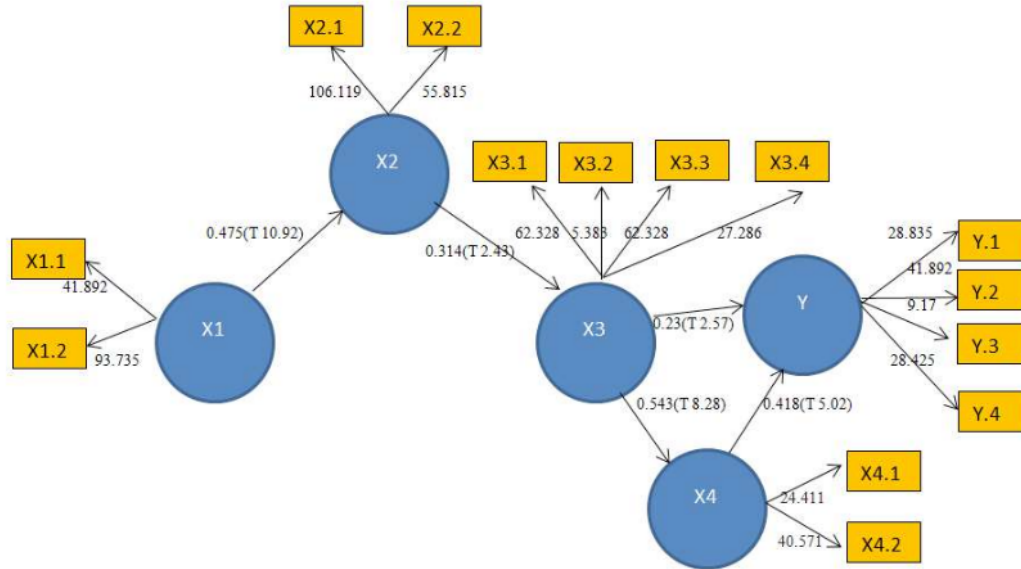 X2.1
X2.2
106.119
55.815
X2
X3.1
X3.2
X3.3
X3.4
62.328
5.383
62.328
27.286
0.475(T 10.92)
0.314(T 2.43)
X1.1
41.892
X1.2
93.735
X1
X3
0.23(T 2.57)
Y
28.835
Y.1
41.892
Y.2
9.17
Y.3
28.425
Y.4
0.543(T 8.28)
0.418(T 5.02)
X4
X4.1
24.411
40.571
X4.2